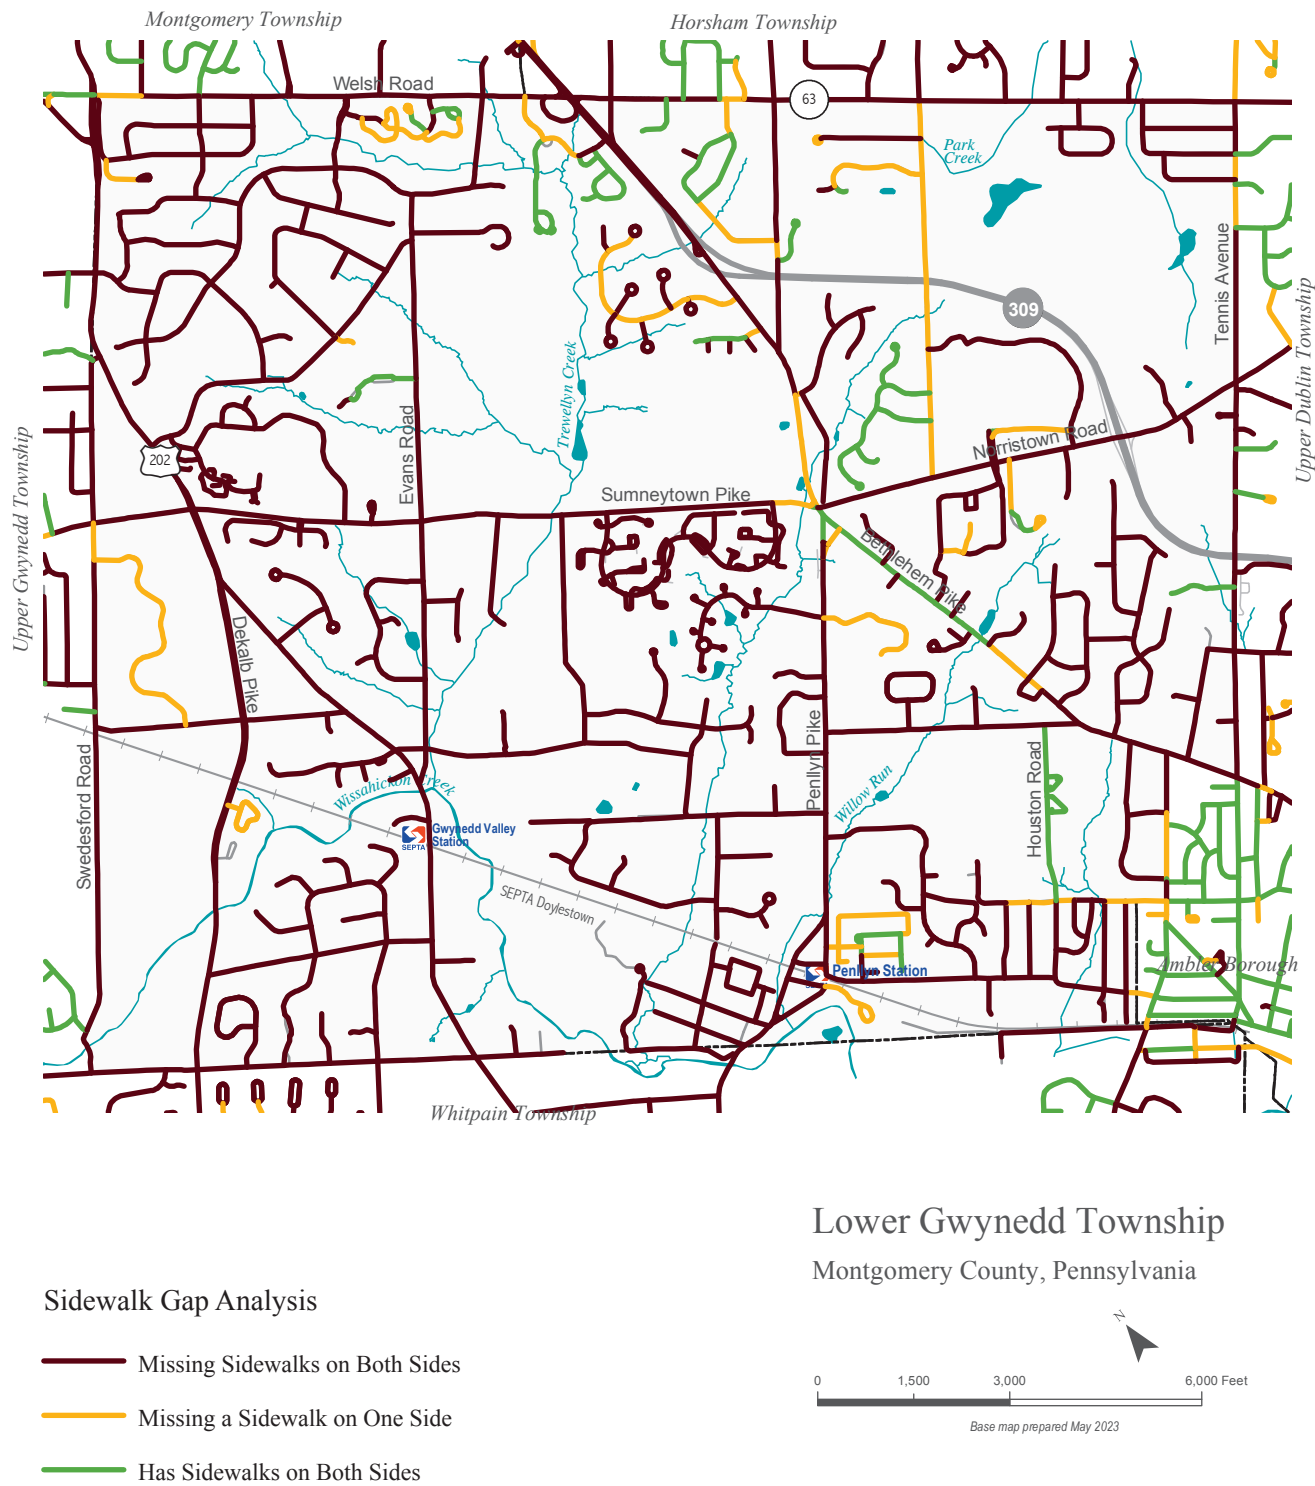 Montgomery Township
Horsham Township
Welsh Road
63
Park
Creek
Tennis Avenue
Upper Dublin Township
309
Trewellyn Creek
Evans Road
Norristown Road
202
Upper Gwynedd Township
Sumneytown Pike
Bethlehem Pike
Dekalb Pike
Penllyn Pike
Swedesford Road
Wissahickon Creek
Willow Run
Houston Road
Gwynedd Valley
Station
SEPTA
SEPTA Doylestown
Penllyn Station
Ambler Borough
Whitpain Township
Lower Gwynedd Township
Montgomery County, Pennsylvania
Sidewalk Gap Analysis
N
Missing Sidewalks on Both Sides
0 1,500 3,000 6,000 Feet
Missing a Sidewalk on One Side
Base map prepared May 2023
Has Sidewalks on Both Sides